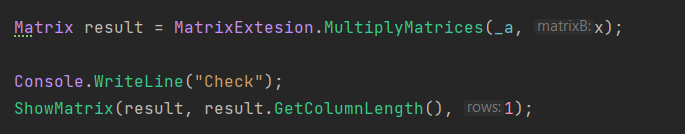 Matrix result = MatrixExtesion.MultiplyMatrices(_a, matrixB: x);
Console.WriteLine("Check");
ShowMatrix(result, result.GetColumnLength(), rows: 1);